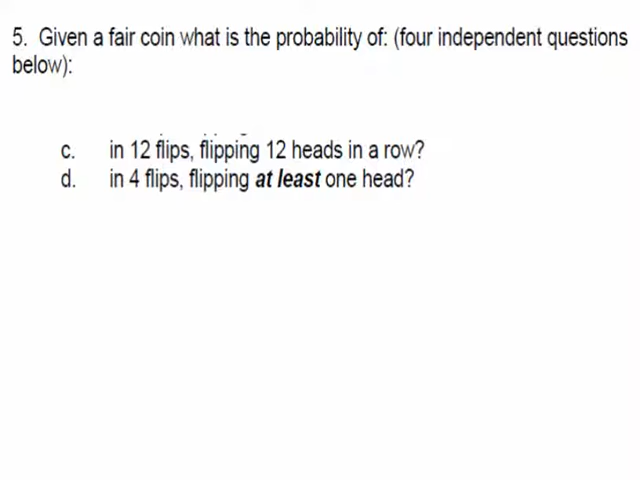 5. Given a fair coin what is the probability of: (four independent questions
below):
c. in 12 flips, flipping 12 heads in a row?
d. in 4 flips, flipping at least one head?